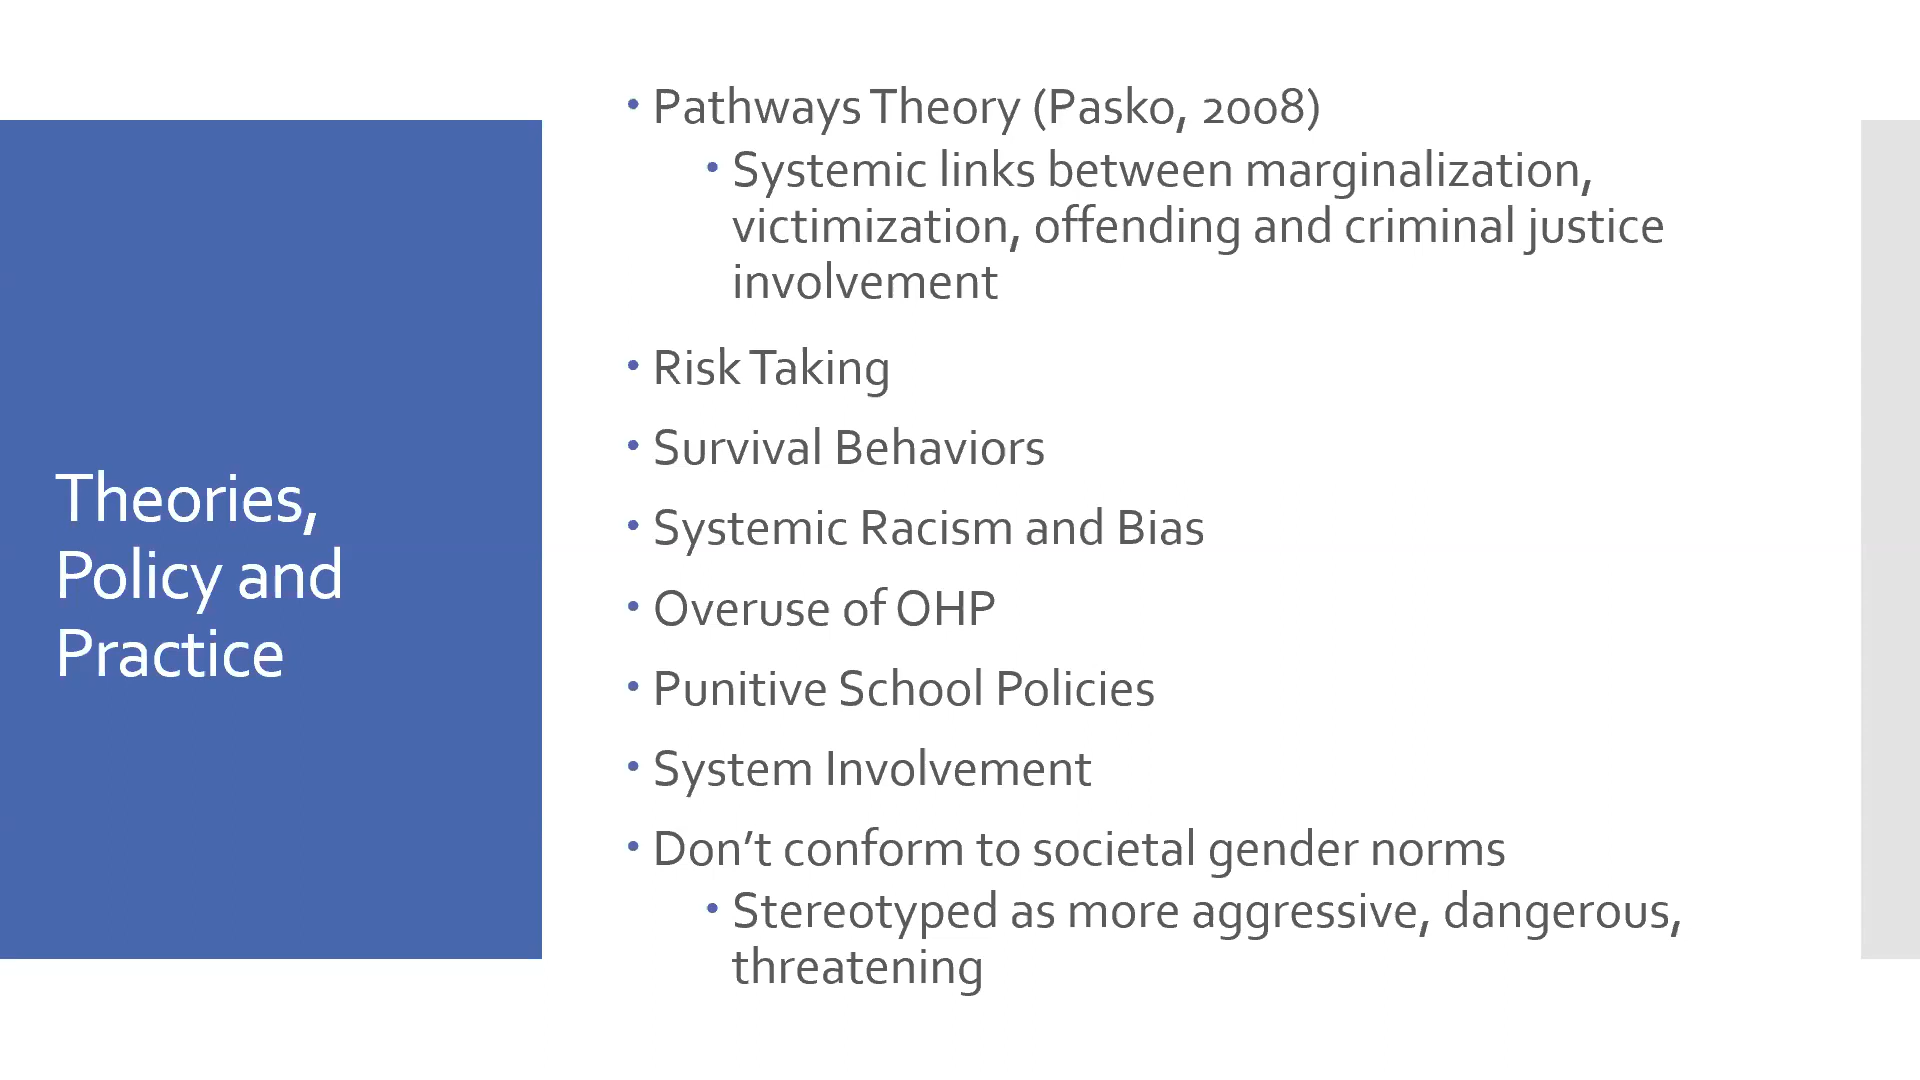 Theories,
Policy and
Practice
• Pathways Theory (Pasko, 2008)
• Systemic links between marginalization,
victimization, offending and criminal justice
involvement
• Risk Taking
• Survival Behaviors
• Systemic Racism and Bias
• Overuse of OHP
• Punitive School Policies
• System Involvement
• Don’t conform to societal gender norms
• Stereotyped as more aggressive, dangerous,
threatening